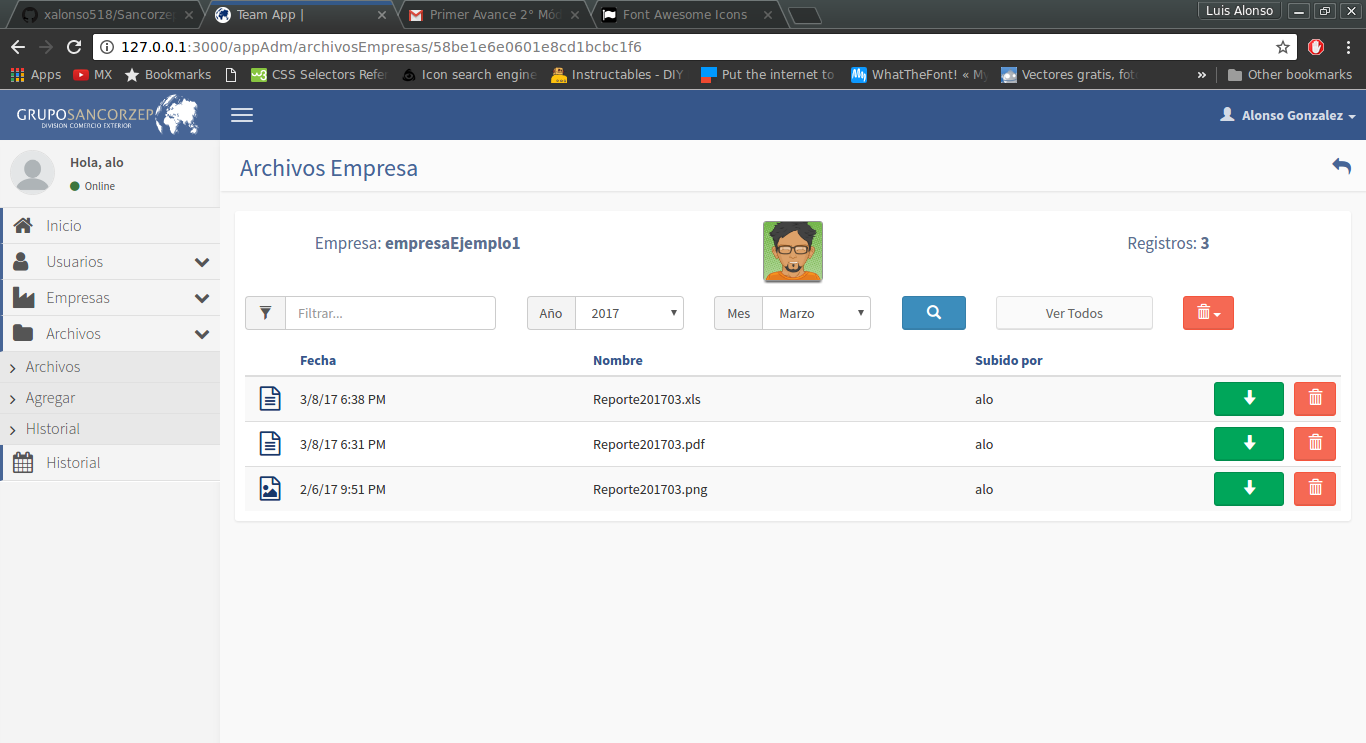 Luis Alonso
xalonso518/Sancorze
Team App |
Primer Avance 2° Mód
Font Awesome Icons
127.0.0.1:3000/appAdm/archivosEmpresas/58be1e6e0601e8cd1bcbc1f6
Apps
MX
Bookmarks
CSS Selectors Refer
Icon search engine
Instructables - DIY
Put the internet to
WhatTheFont! « My
Vectores gratis, fot
»
Other bookmarks
GRUPOSANCORZEP
DIVISION COMERCIO EXTERIOR
Alonso Gonzalez
Hola, alo
Online
Inicio
Usuarios
Empresas
Archivos
Archivos
Agregar
HIstorial
Historial
Archivos Empresa
Empresa: empresaEjemplo1
Registros: 3
Filtrar...
Año 2017
Mes Marzo
Ver Todos
Fecha Nombre Subido por
3/8/17 6:38 PM Reporte201703.xls alo
3/8/17 6:31 PM Reporte201703.pdf alo
2/6/17 9:51 PM Reporte201703.png alo